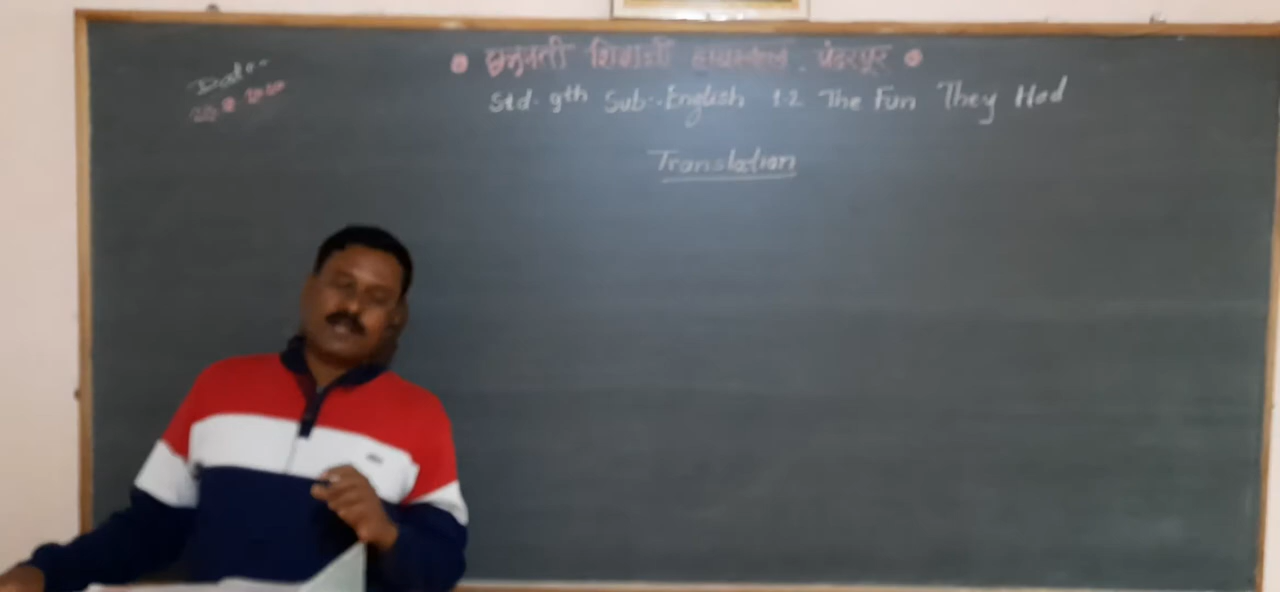 Date:-
छत्रपती शिवाजी हायस्कूल. पंढरपूर
Std- 9th Sub:-English 1.2 The Fun They Had
Translation